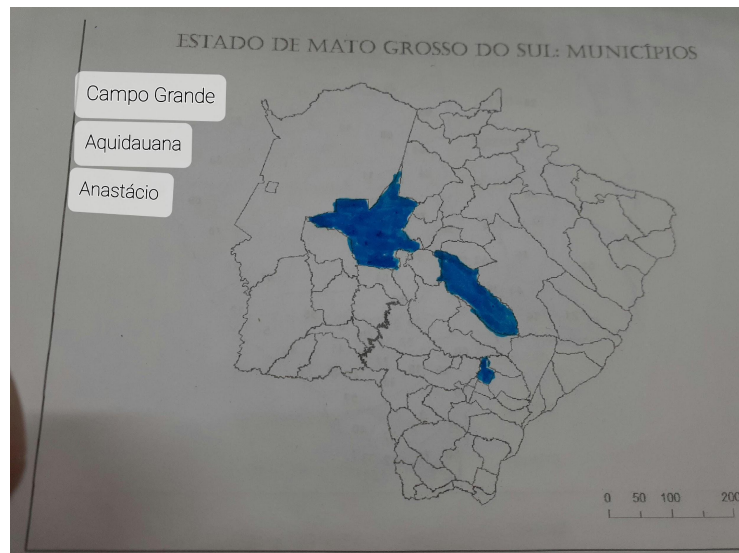 ESTADO DE MATO GROSSO DO SUL: MUNICÍPIOS
Campo Grande
Aquidauana
Anastácio
0 50 100 200